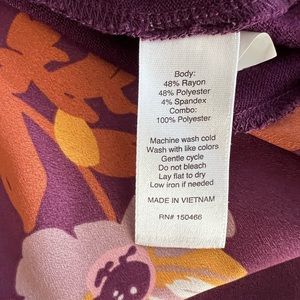 Body:
48% Rayon
48% Polyester
4% Spandex
Combo:
100% Polyester
Machine wash cold
Wash with like colors
Gentle cycle
Do not bleach
Lay flat to dry
Low iron if needed
MADE IN VIETNAM
RN# 150466